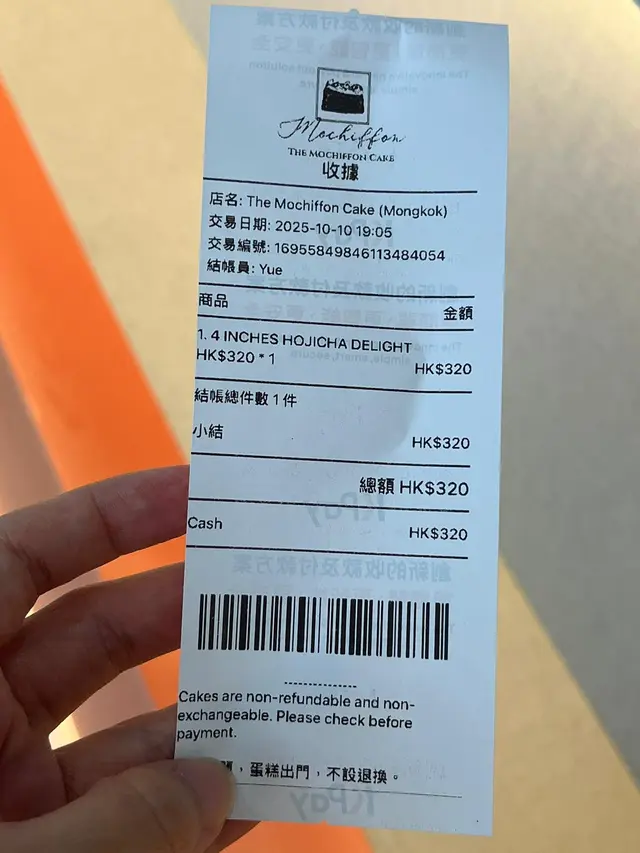 Mochiffon
THE MOCHIFFON CAKE
收據
店名: The Mochiffon Cake (Mongkok)
交易日期: 2025-10-10 19:05
交易編號: 16955849846113484054
結帳員: Yue
商品 金額
1. 4 INCHES HOJICHA DELIGHT
HK$320 * 1 HK$320
結帳總件數 1 件
小結 HK$320
總額 HK$320
Cash HK$320
Cakes are non-refundable and non-
exchangeable. Please check before
payment.
，蛋糕出門，不設退換。